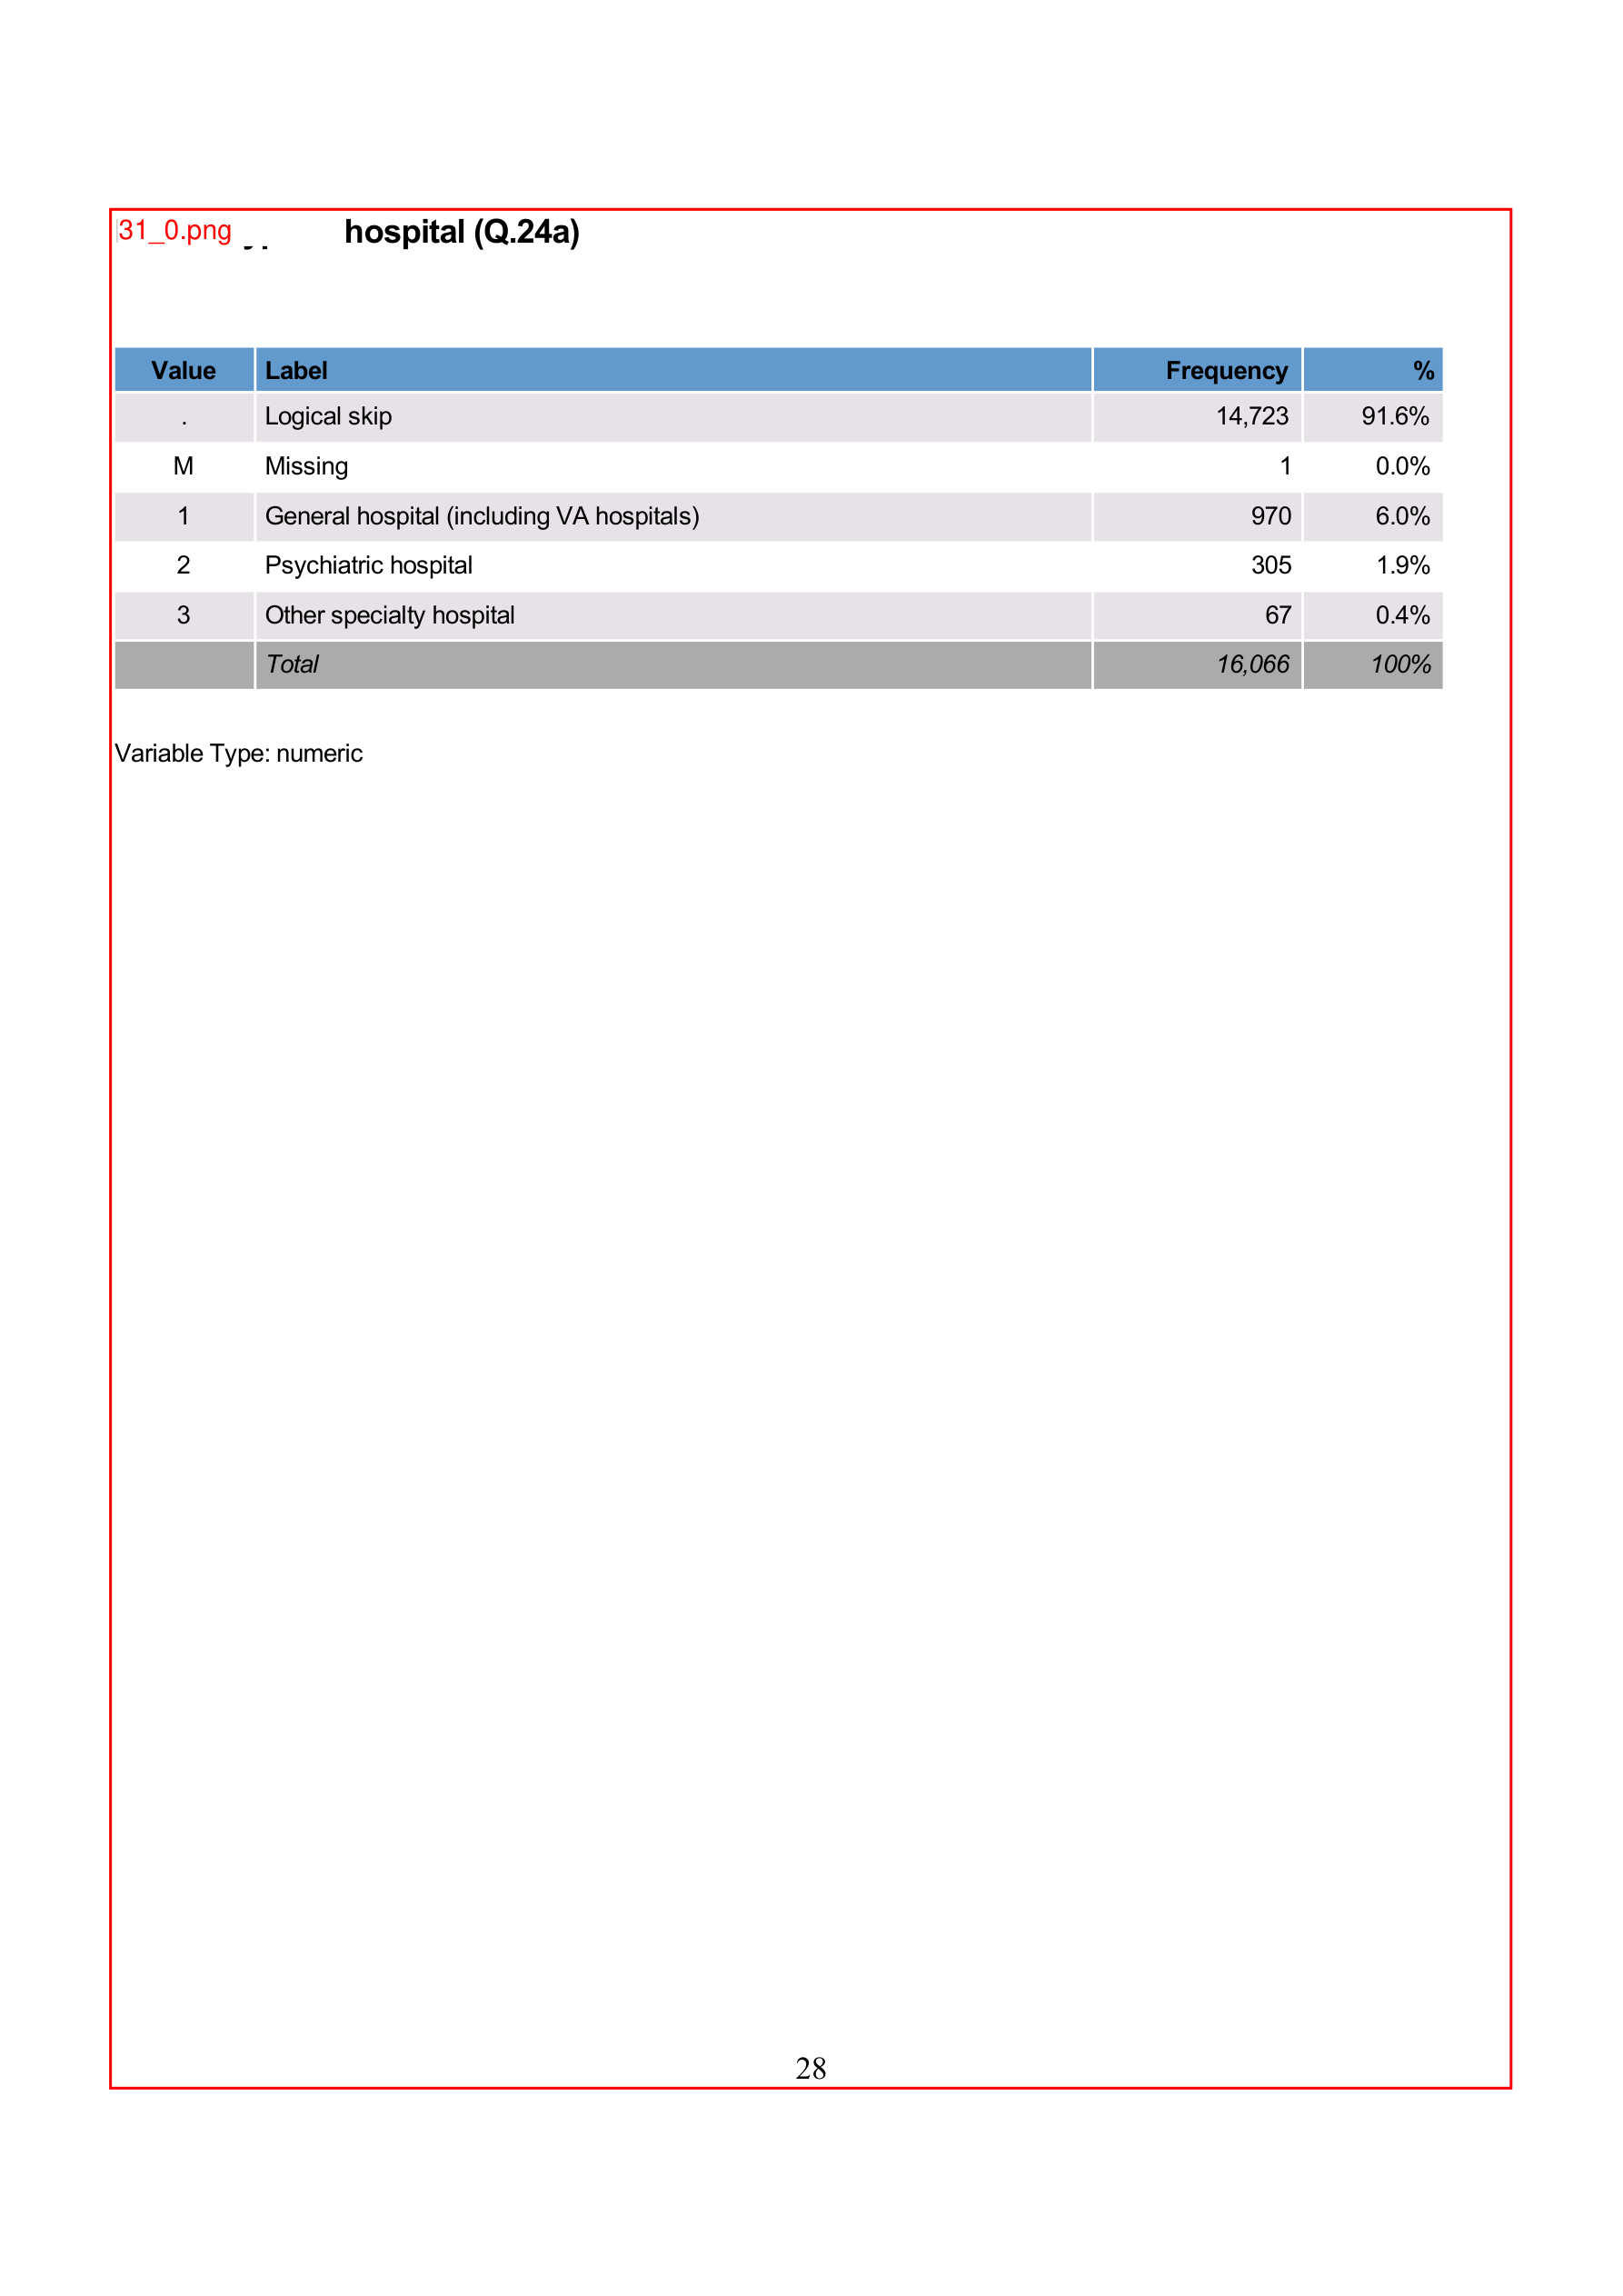 31_0.png hospital (Q.24a)
Value Label Frequency %
. Logical skip 14,723 91.6%
M Missing 1 0.0%
1 General hospital (including VA hospitals) 970 6.0%
2 Psychiatric hospital 305 1.9%
3 Other specialty hospital 67 0.4%
Total 16,066 100%
Variable Type: numeric
28